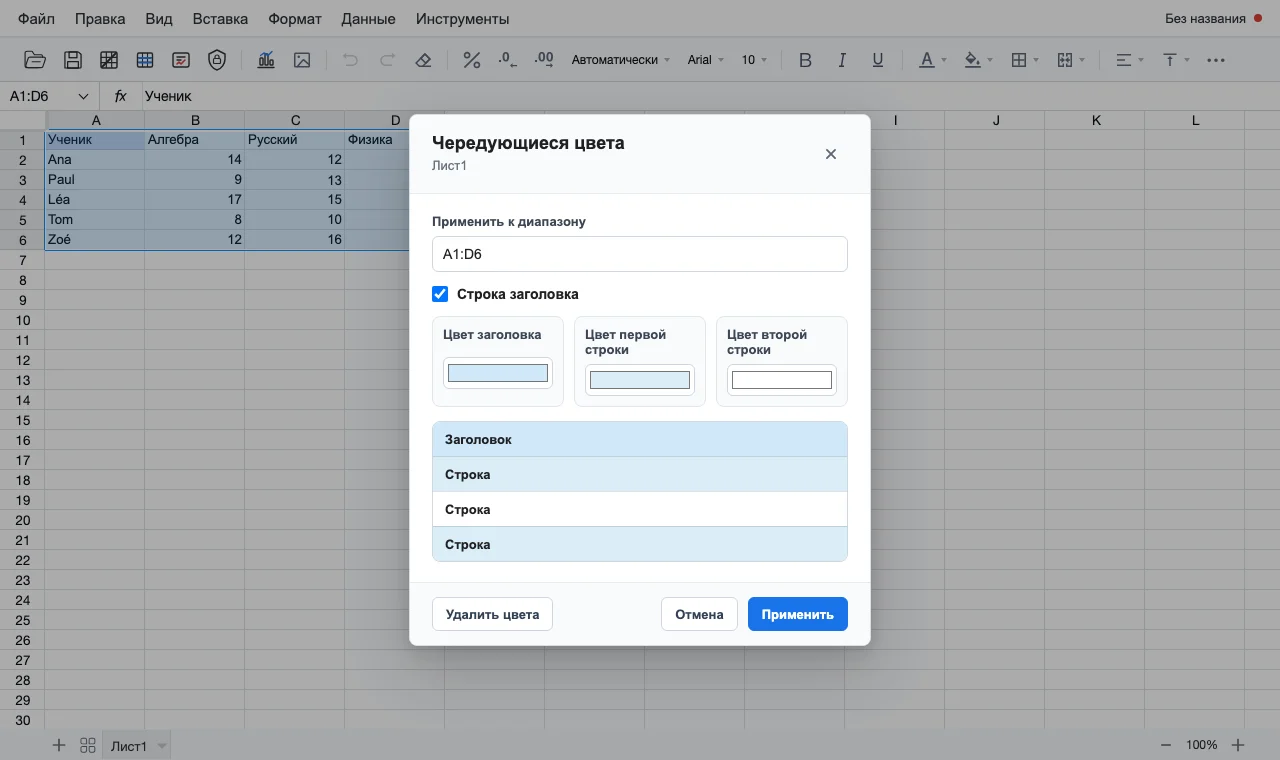 Файл Правка Вид Вставка Формат Данные Инструменты Без названия
% .0 .00 Автоматически Arial 10 B I U A
A1:D6 fx Ученик
A B C D I J K L
1 Ученик Алгебра Русский Физика
2 Ana 14 12
3 Paul 9 13
4 Léa 17 15
5 Tom 8 10
6 Zoé 12 16
7
8
9
10
11
12
13
14
15
16
17
18
19
20
21
22
23
24
25
26
27
28
29
30
Чередующиеся цвета
Лист1
Применить к диапазону
A1:D6
Строка заголовка
Цвет заголовка
Цвет первой
строки
Цвет второй
строки
Заголовок
Строка
Строка
Строка
Удалить цвета Отмена Применить
Лист1 100%